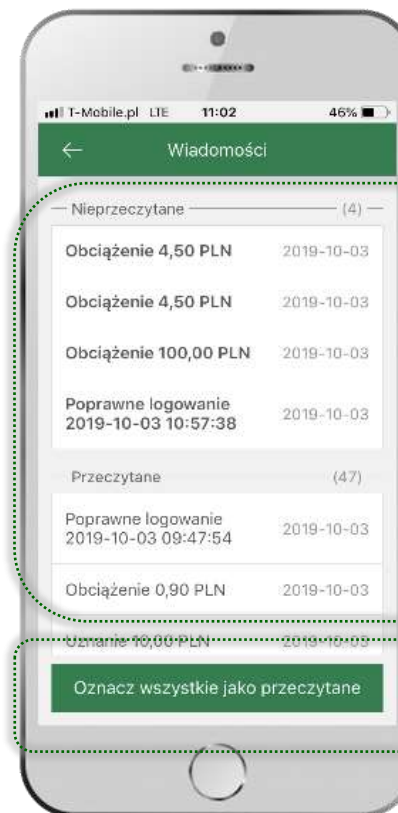 T-Mobile.pl LTE 11:02 46%
Wiadomości
Nieprzeczytane (4)
Obciążenie 4,50 PLN 2019-10-03
Obciążenie 4,50 PLN 2019-10-03
Obciążenie 100,00 PLN 2019-10-03
Poprawne logowanie
2019-10-03 10:57:38 2019-10-03
Przeczytane (47)
Poprawne logowanie
2019-10-03 09:47:54 2019-10-03
Obciążenie 0,90 PLN 2019-10-03
Uznanie 10,00 PLN 2019-10-03
Oznacz wszystkie jako przeczytane